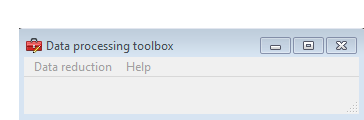 Data processing toolbox
Data reduction Help